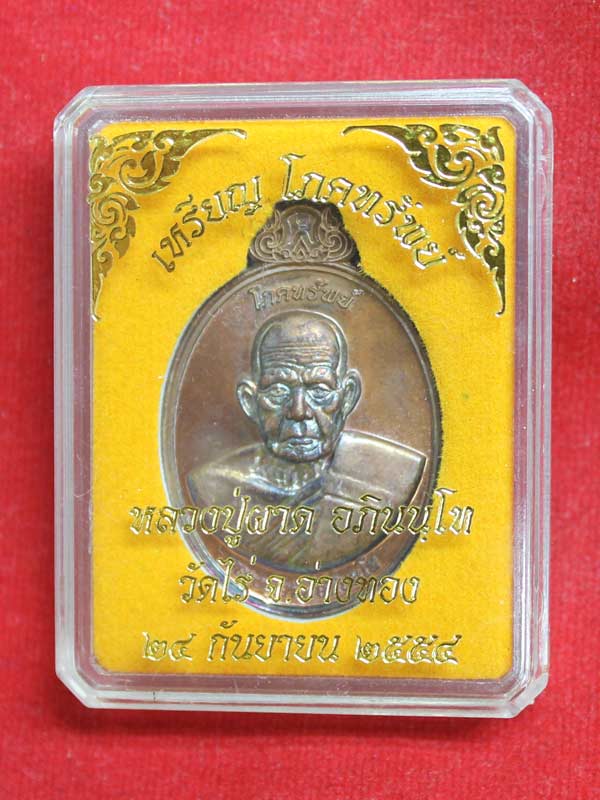 เหรียญ โภคทรัพย์
โภคทรัพย์
หลวงปู่ผาด อภินนฺโท
วัดไร่ จ.อ่างทอง
๒๔ กันยายน ๒๕๕๔